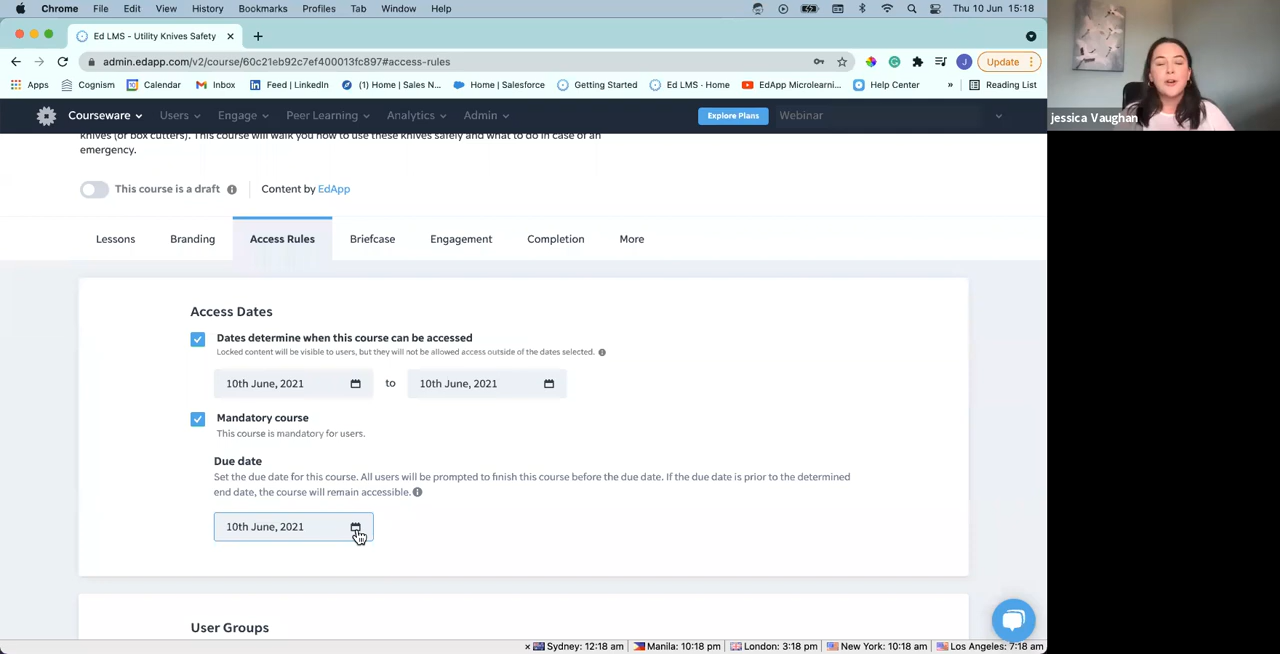 Chrome File Edit View History Bookmarks Profiles Tab Window Help Thu 10 Jun 15:18
Ed LMS - Utility Knives Safety × +
admin.edapp.com/v2/course/60c21eb92c7ef400013fc897#access-rules J Update
Apps Cognism Calendar Inbox Feed | LinkedIn (1) Home | Sales N... Home | Salesforce Getting Started Ed LMS - Home EdApp Microlearni... Help Center » Reading List
Courseware Users Engage Peer Learning Analytics Admin Explore Plans Webinar
jessica Vaughan
knives (or box cutters). This course will walk you how to use these knives safely and what to do in case of an
emergency.
This course is a draft Content by EdApp
Lessons Branding Access Rules Briefcase Engagement Completion More
Access Dates
Dates determine when this course can be accessed
Locked content will be visible to users, but they will not be allowed access outside of the dates selected.
10th June, 2021 to 10th June, 2021
Mandatory course
This course is mandatory for users.
Due date
Set the due date for this course. All users will be prompted to finish this course before the due date. If the due date is prior to the determined
end date, the course will remain accessible.
10th June, 2021
User Groups
× Sydney: 12:18 am Manila: 10:18 pm London: 3:18 pm New York: 10:18 am Los Angeles: 7:18 am